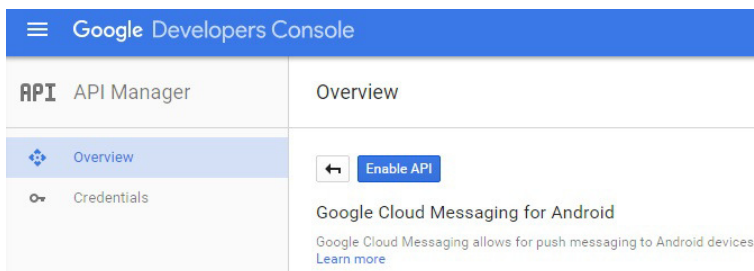 Google Developers Console
API API Manager
Overview
Overview
Credentials
Enable API
Google Cloud Messaging for Android
Google Cloud Messaging allows for push messaging to Android devices
Learn more